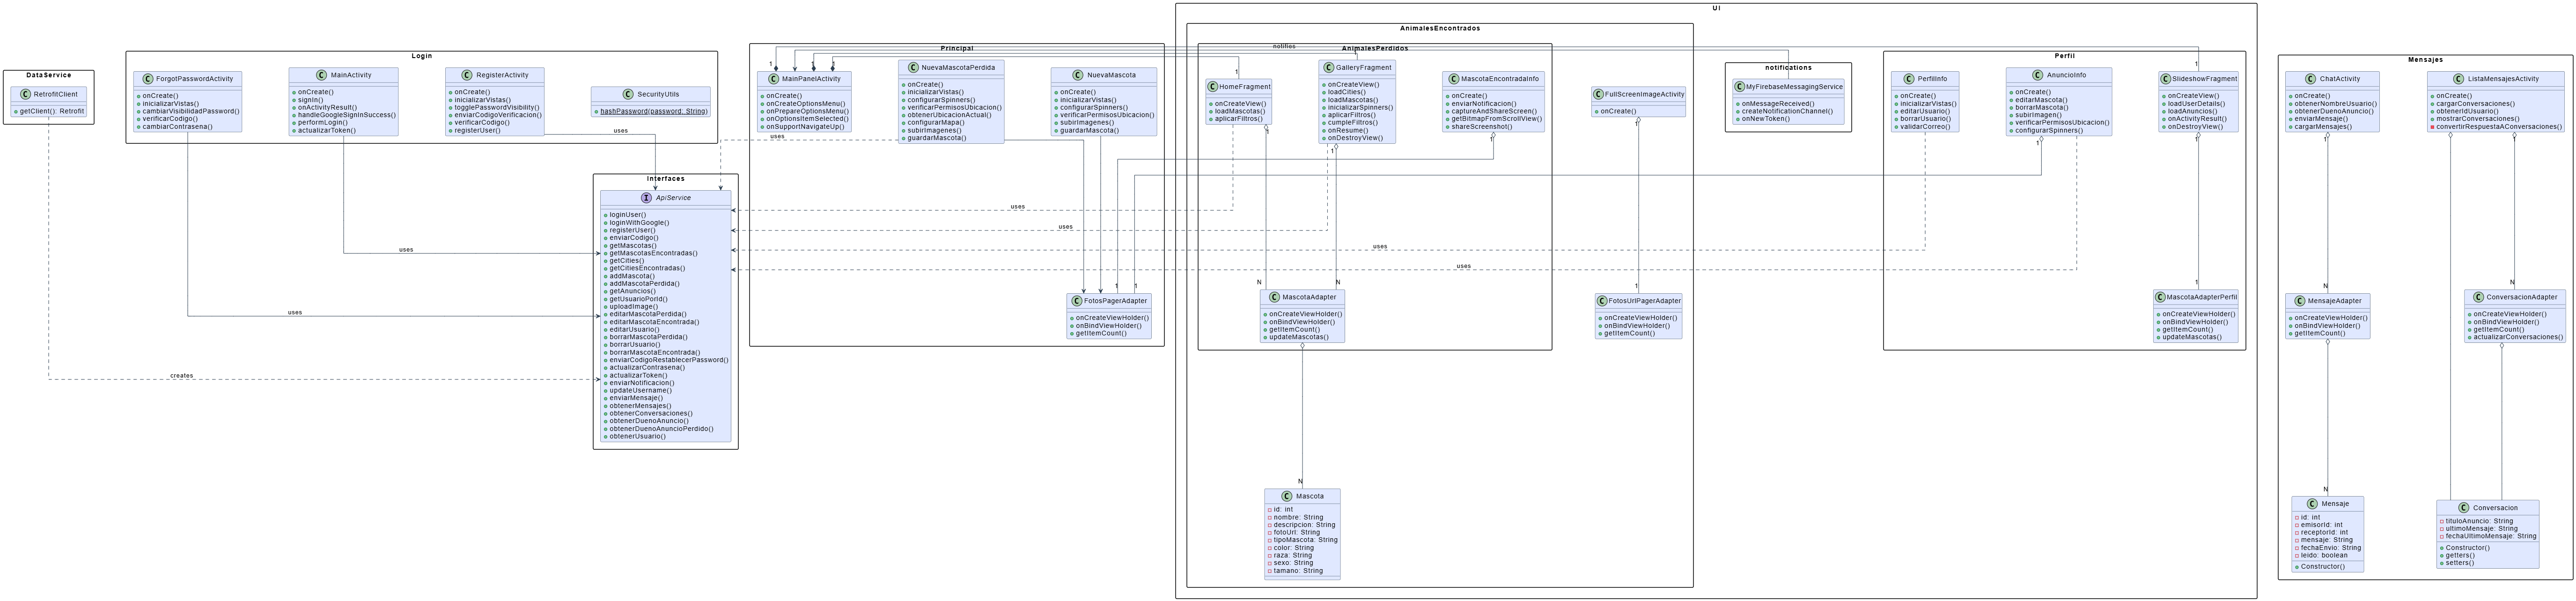 DataService
RetrofitClient
getClient(): Retrofit
creates
Login
ForgotPasswordActivity
onCreate()
inicializarVistas()
cambiarVisibilidadPassword()
verificarCodigo()
cambiarContrasena()
MainActivity
onCreate()
signIn()
onActivityResult()
handleGoogleSignInSuccess()
performLogin()
actualizarToken()
RegisterActivity
onCreate()
inicializarVistas()
togglePasswordVisibility()
enviarCodigoVerificacion()
verificarCodigo()
registerUser()
SecurityUtils
hashPassword(password: String)
uses
uses
uses
Interfaces
ApiService
loginUser()
loginWithGoogle()
registerUser()
enviarCodigo()
getMascotas()
getMascotasEncontradas()
getCities()
getCitiesEncontradas()
addMascota()
addMascotaPerdida()
getAnuncios()
getUsuarioPorId()
uploadImage()
editarMascotaPerdida()
editarMascotaEncontrada()
editarUsuario()
borrarMascotaPerdida()
borrarUsuario()
borrarMascotaEncontrada()
enviarCodigoRestablecerPassword()
actualizarContrasena()
actualizarToken()
enviarNotificacion()
updateUsername()
enviarMensaje()
obtenerMensajes()
obtenerConversaciones()
obtenerDuenoAnuncio()
obtenerDuenoAnuncioPerdido()
obtenerUsuario()
Principal
1
1
1
MainPanelActivity
onCreate()
onCreateOptionsMenu()
onPrepareOptionsMenu()
onOptionsItemSelected()
onSupportNavigateUp()
uses
NuevaMascotaPerdida
onCreate()
inicializarVistas()
configurarSpinners()
verificarPermisosUbicacion()
obtenerUbicacionActual()
configurarMapa()
subirImagenes()
guardarMascota()
NuevaMascota
onCreate()
inicializarVistas()
configurarSpinners()
verificarPermisosUbicacion()
subirImagenes()
guardarMascota()
1
1
FotosPagerAdapter
onCreateViewHolder()
onBindViewHolder()
getItemCount()
uses
uses
uses
uses
UI
AnimalesEncontrados
AnimalesPerdidos
notifies
1
1
HomeFragment
onCreateView()
loadMascotas()
aplicarFiltros()
1
GalleryFragment
onCreateView()
loadCities()
loadMascotas()
inicializarSpinners()
aplicarFiltros()
cumpleFiltros()
onResume()
onDestroyView()
1
MascotaEncontradaInfo
onCreate()
enviarNotificacion()
captureAndShareScreen()
getBitmapFromScrollView()
shareScreenshot()
1
N
N
MascotaAdapter
onCreateViewHolder()
onBindViewHolder()
getItemCount()
updateMascotas()
N
Mascota
id: int
nombre: String
descripcion: String
fotoUrl: String
tipoMascota: String
color: String
raza: String
sexo: String
tamano: String
FullScreenImageActivity
onCreate()
1
1
FotosUrlPagerAdapter
onCreateViewHolder()
onBindViewHolder()
getItemCount()
notifications
MyFirebaseMessagingService
onMessageReceived()
createNotificationChannel()
onNewToken()
Perfil
PerfilInfo
onCreate()
inicializarVistas()
editarUsuario()
borrarUsuario()
validarCorreo()
AnuncioInfo
onCreate()
editarMascota()
borrarMascota()
subirImagen()
verificarPermisosUbicacion()
configurarSpinners()
1
1
SlideshowFragment
onCreateView()
loadUserDetails()
loadAnuncios()
onActivityResult()
onDestroyView()
1
1
MascotaAdapterPerfil
onCreateViewHolder()
onBindViewHolder()
getItemCount()
updateMascotas()
Mensajes
ChatActivity
onCreate()
obtenerNombreUsuario()
obtenerDuenoAnuncio()
enviarMensaje()
cargarMensajes()
1
N
MensajeAdapter
onCreateViewHolder()
onBindViewHolder()
getItemCount()
N
Mensaje
id: int
emisorId: int
receptorId: int
mensaje: String
fechaEnvio: String
leido: boolean
Constructor()
ListaMensajesActivity
onCreate()
cargarConversaciones()
obtenerIdUsuario()
mostrarConversaciones()
convertirRespuestaAConversaciones()
1
N
ConversacionAdapter
onCreateViewHolder()
onBindViewHolder()
getItemCount()
actualizarConversaciones()
Conversacion
tituloAnuncio: String
ultimoMensaje: String
fechaUltimoMensaje: String
Constructor()
getters()
setters()